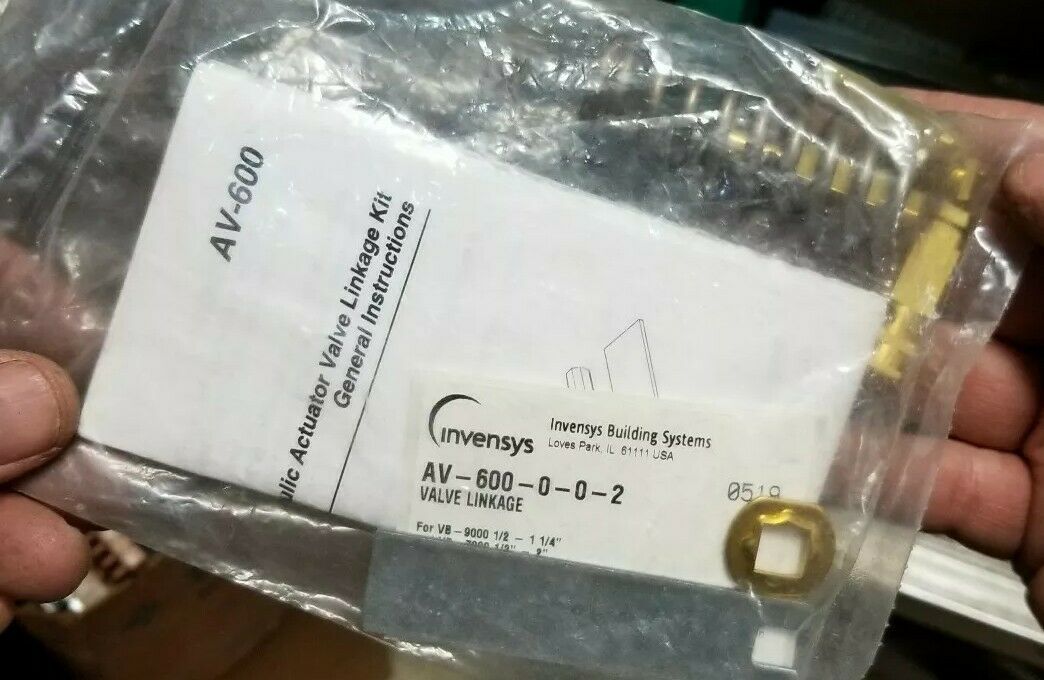 AV-600
ulic Actuator Valve Linkage Kit
General Instructions
invensys
Invensys Building Systems
Loves Park, IL 61111 USA
AV-600-0-0-2
0519
VALVE LINKAGE
For VB-9000 1/2 - 1 1/4"